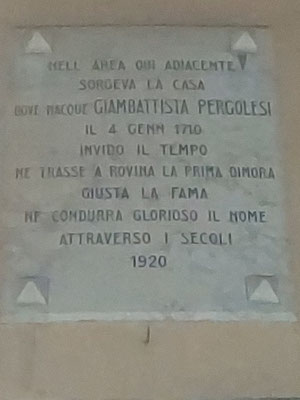 NELL AREA QUI ADIACENTE
SORGEVA LA CASA
DOVE NACQUE GIAMBATTISTA PERGOLESI
IL 4 GENN 1710
INVIDO IL TEMPO
NE TRASSE A ROVINA LA PRIMA DIMORA
GIUSTA LA FAMA
NE CONDURRA GLORIOSO IL NOME
ATTRAVERSO I SECOLI
1920